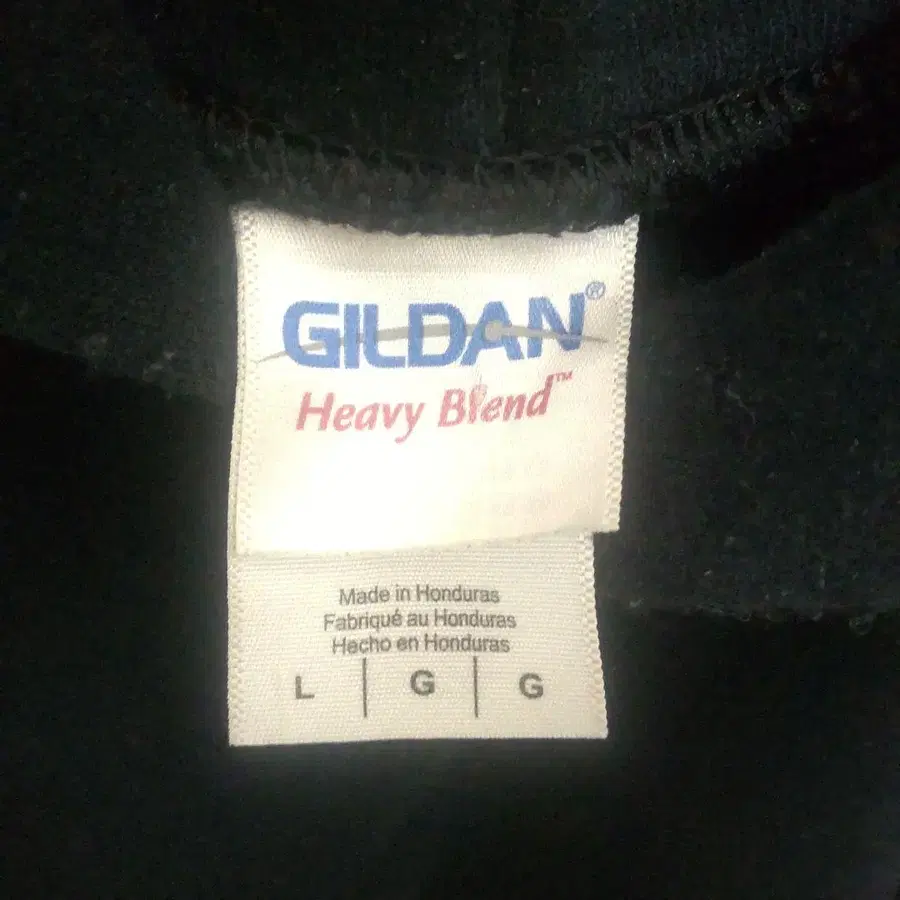 GILDAN®
Heavy Blend™
Made in Honduras
Fabriqué au Honduras
Hecho en Honduras
L | G | G